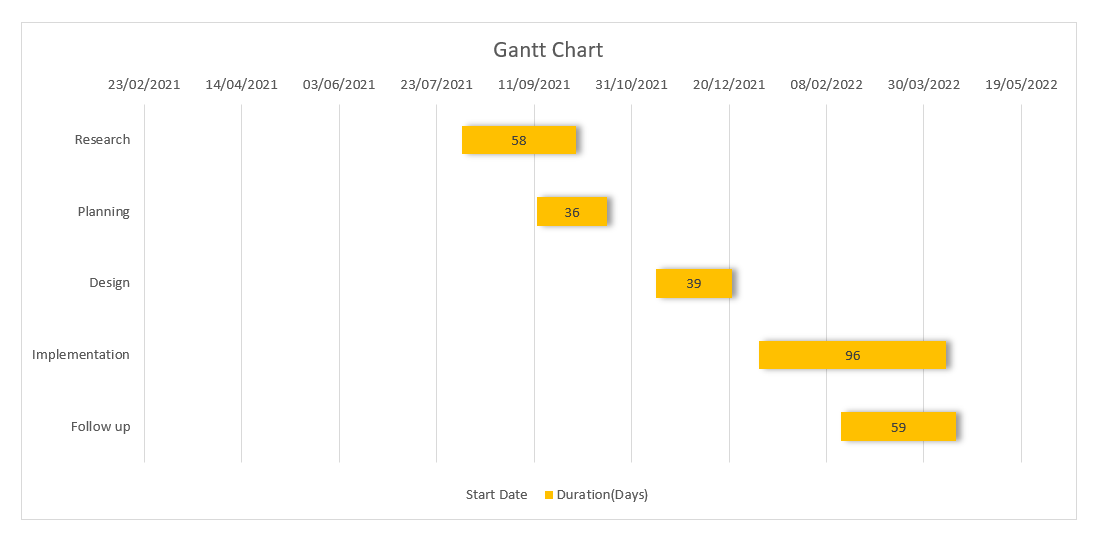 Gantt Chart
23/02/2021 14/04/2021 03/06/2021 23/07/2021 11/09/2021 31/10/2021 20/12/2021 08/02/2022 30/03/2022 19/05/2022
Research 58
Planning 36
Design 39
Implementation 96
Follow up 59
Start Date Duration(Days)